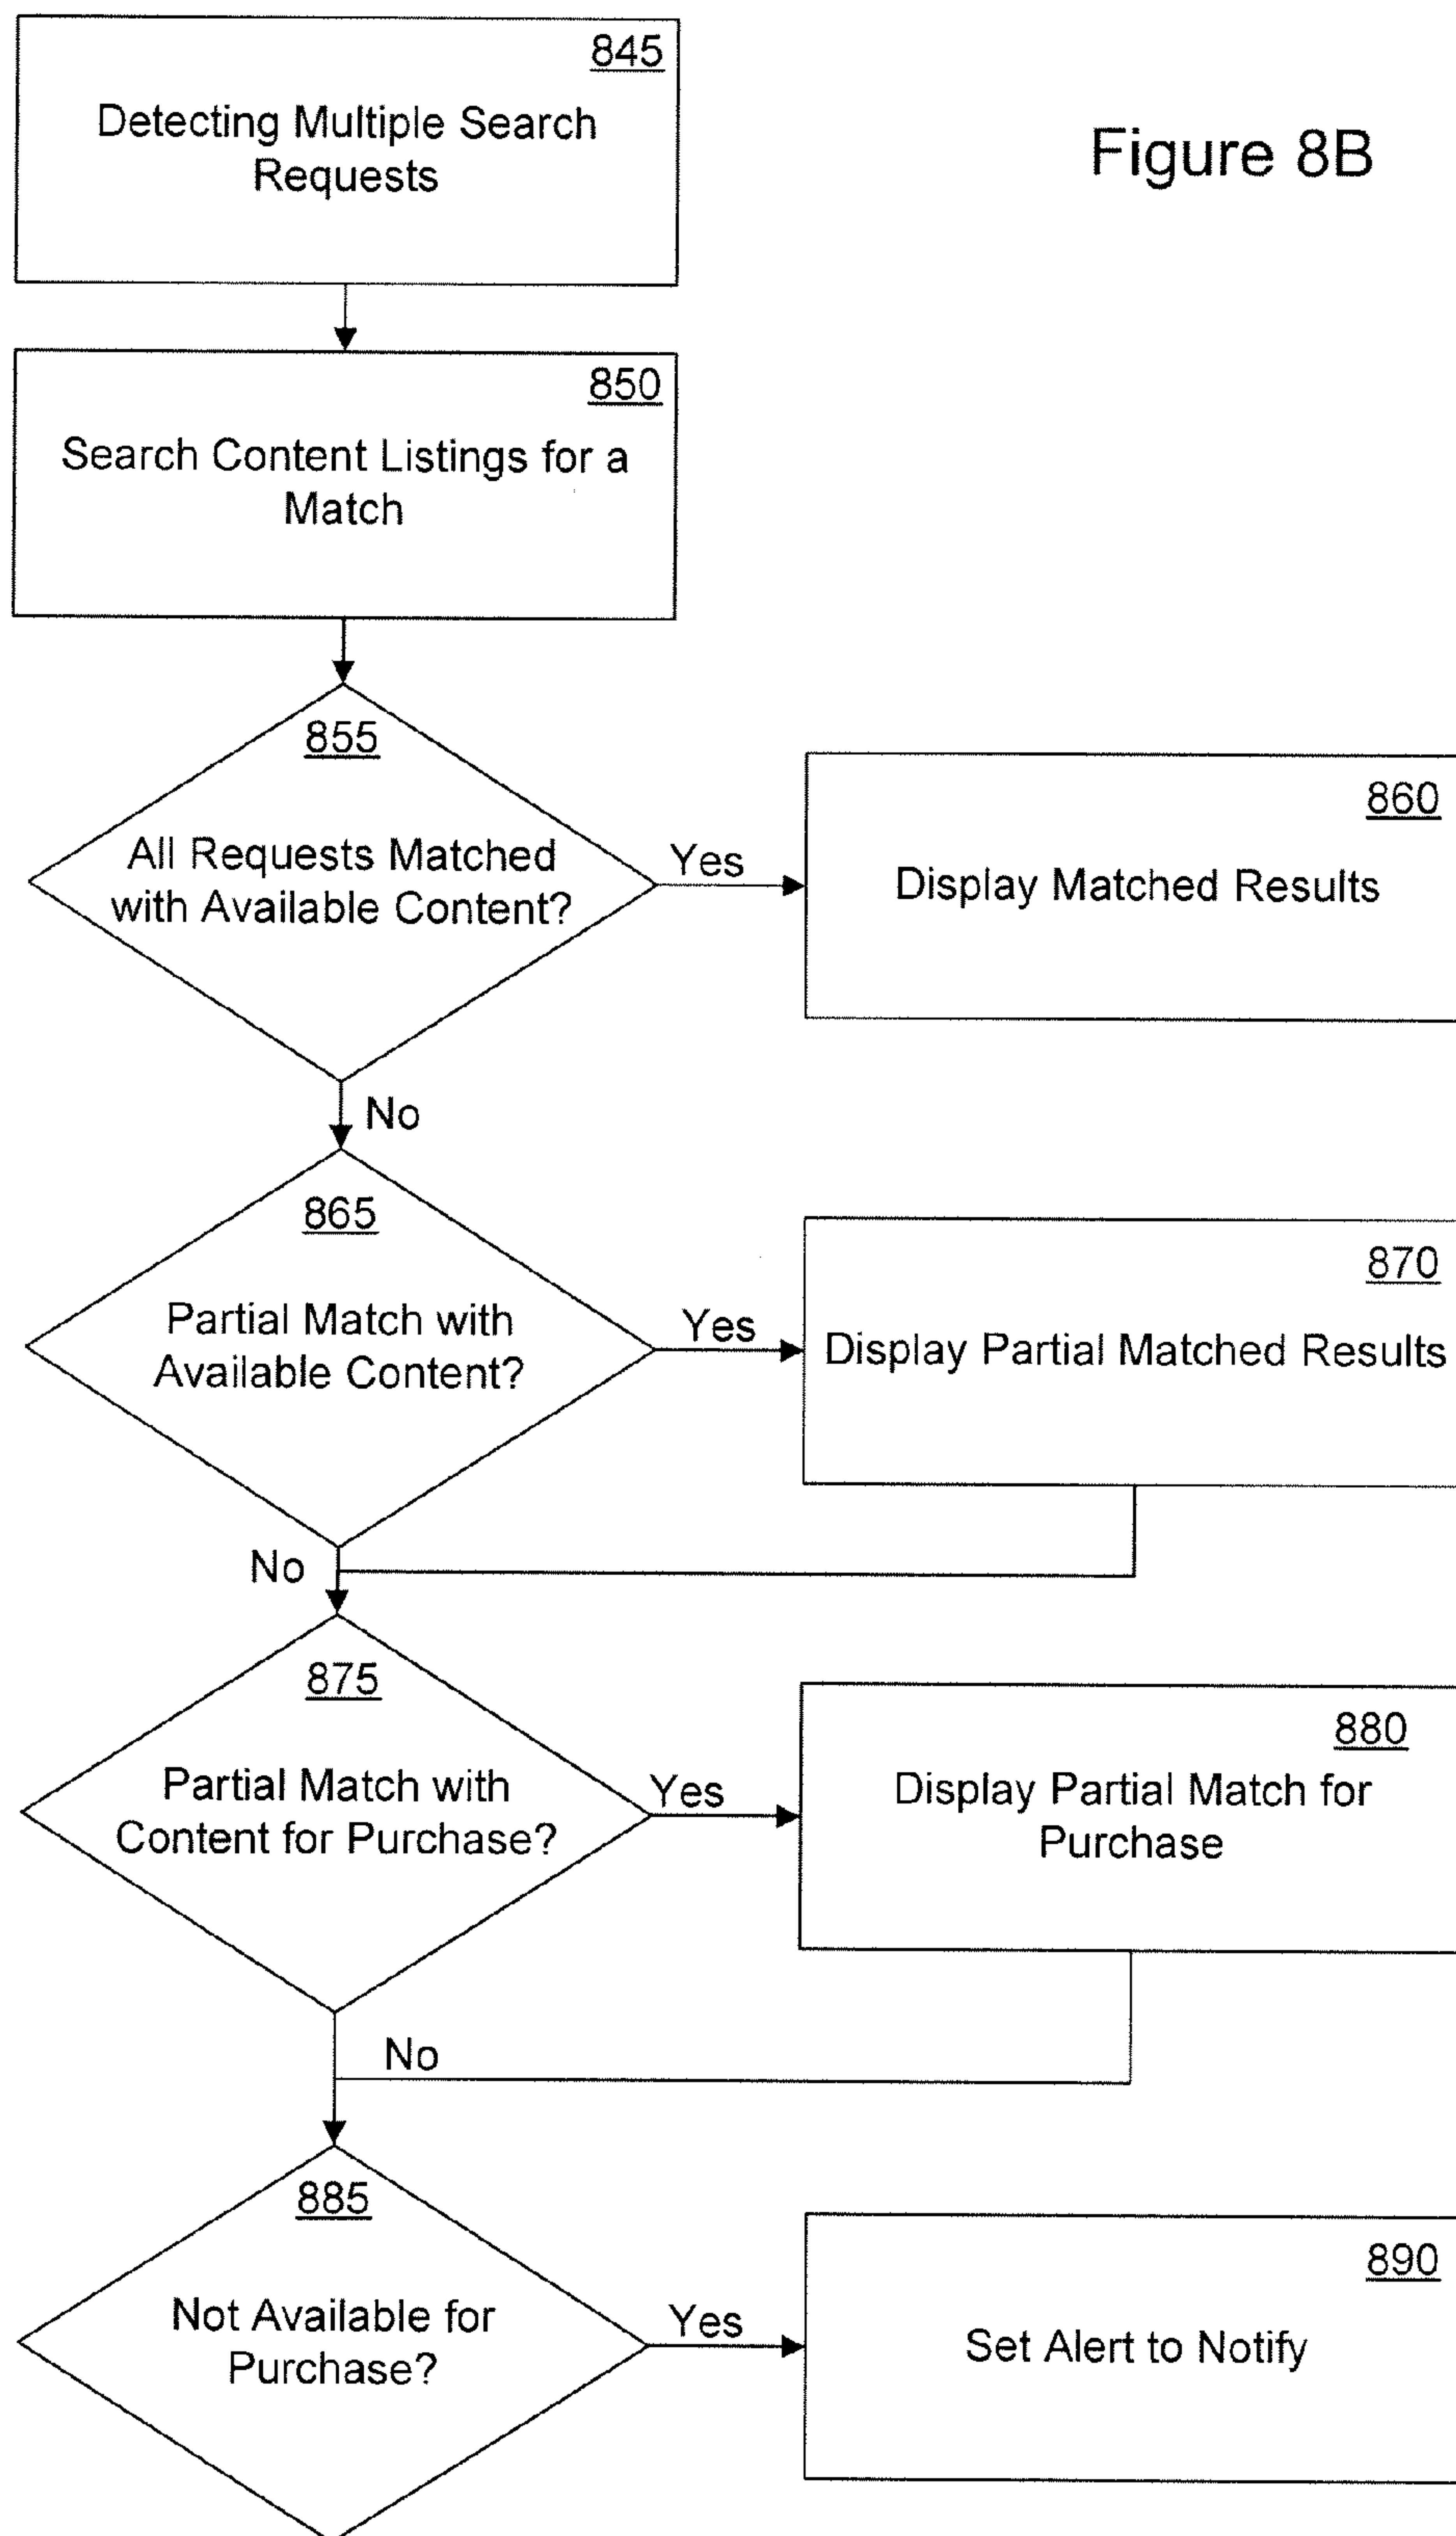 845
Detecting Multiple Search
Requests
Figure 8B
850
Search Content Listings for a
Match
855
All Requests Matched
with Available Content?
Yes
860
Display Matched Results
No
865
Partial Match with
Available Content?
Yes
870
Display Partial Matched Results
No
875
Partial Match with
Content for Purchase?
Yes
880
Display Partial Match for
Purchase
No
885
Not Available for
Purchase?
Yes
890
Set Alert to Notify